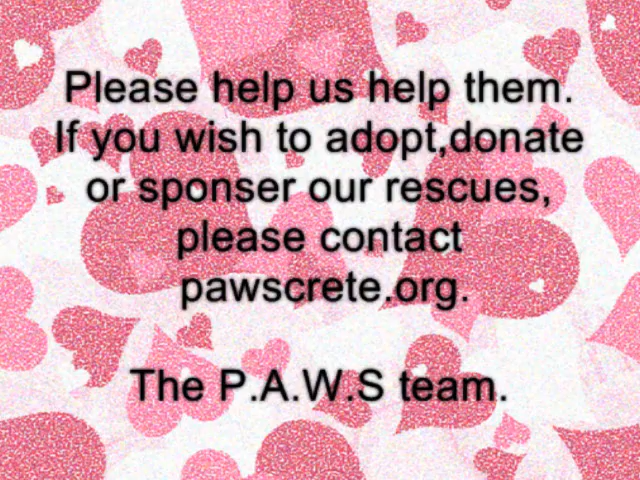 Please help us help them.
If you wish to adopt,donate
or sponser our rescues,
please contact
pawscrete.org.
The P.A.W.S team.